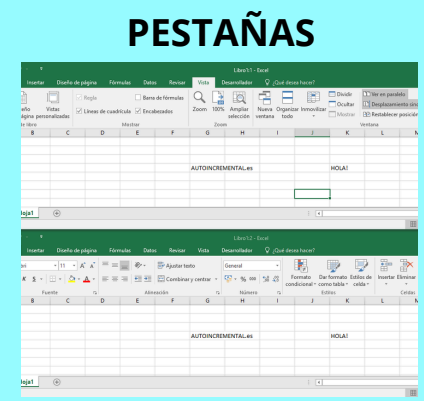 PESTAÑAS
Libro1:1 - Excel
Insertar Diseño de página Fórmulas Datos Revisar Vista Desarrollador ¿Qué desea hacer?
Regla Barra de fórmulas
Líneas de cuadrícula Encabezados
Vistas personalizadas
Mostrar
Zoom 100% Ampliar selección
Zoom
Nueva ventana Organizar todo Inmovilizar
Dividir
Ocultar
Mostrar
Ver en paralelo
Desplazamiento
Restablecer posición
Ventana
B C D E F G H I J K L
AUTOINCREMENTAL.es HOLA!
Hoja1
Libro1:2 - Excel
Insertar Diseño de página Fórmulas Datos Revisar Vista Desarrollador ¿Qué desea hacer?
11 A A Ajustar texto General
K S A Combinar y centrar % 000
Formato condicional Dar formato como tabla Estilos de celda Insertar Eliminar
Fuente Alineación Número Estilos Celdas
B C D E F G H I J K L
AUTOINCREMENTAL.es HOLA!
Hoja1